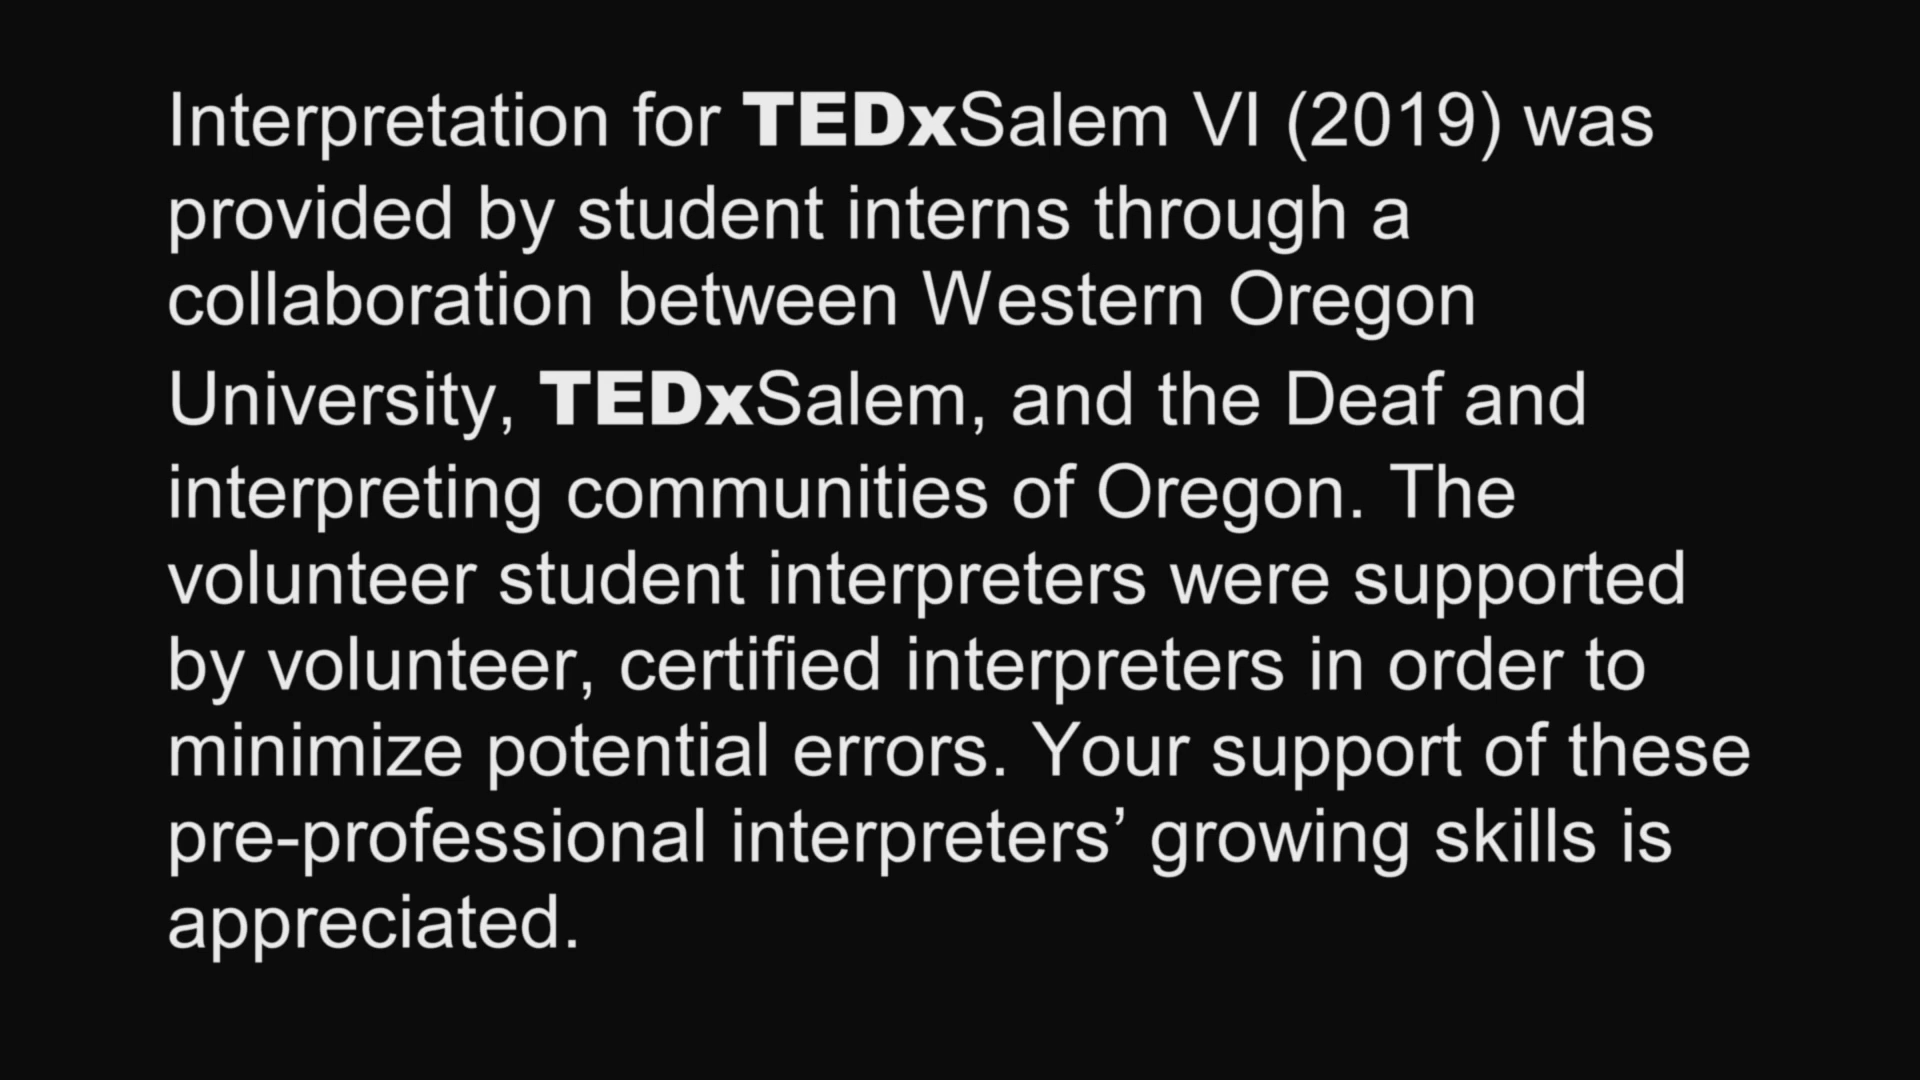 Interpretation for TEDxSalem VI (2019) was
provided by student interns through a
collaboration between Western Oregon
University, TEDxSalem, and the Deaf and
interpreting communities of Oregon. The
volunteer student interpreters were supported
by volunteer, certified interpreters in order to
minimize potential errors. Your support of these
pre-professional interpreters’ growing skills is
appreciated.